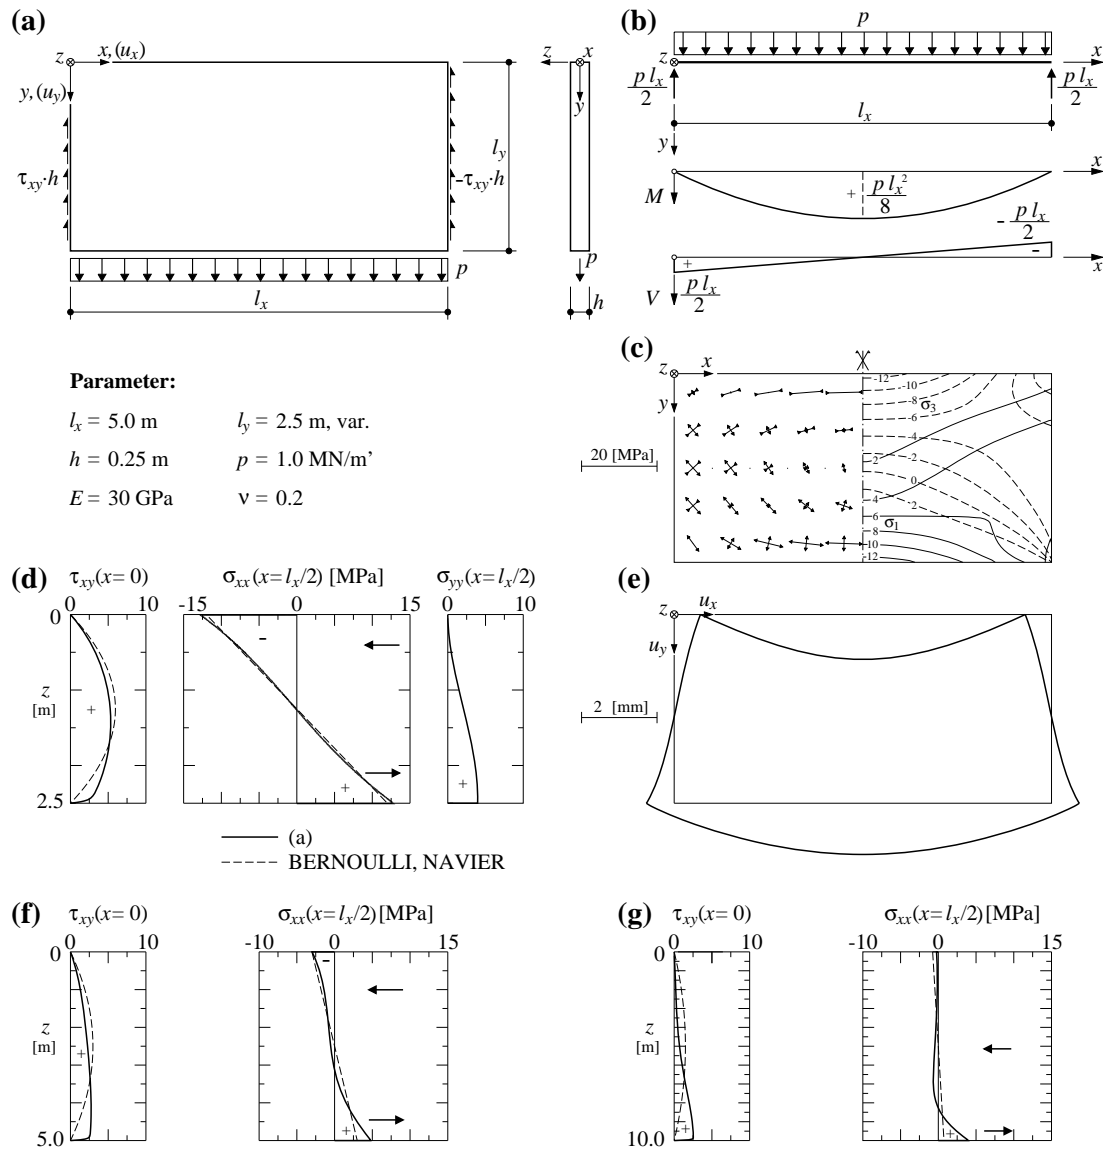 (a)
z x, (u_x)
y, (u_y)
τ_xy·h
-τ_xy·h
l_y
p
l_x
z x
y
p
h
(b)
p
z x
p l_x/2
p l_x/2
l_x
y
x
M
+ p l_x²/8
- p l_x/2
+
-
x
V p l_x/2
Parameter:
l_x = 5.0 m l_y = 2.5 m, var.
h = 0.25 m p = 1.0 MN/m’
E = 30 GPa ν = 0.2
(c)
z x
y
20 [MPa]
-12
-10
-8
σ_3
-6
-4
-2
2
0
4
-2
6
σ_1
8
10
12
(d) τ_xy(x= 0) σ_xx(x= l_x/2) [MPa] σ_yy(x= l_x/2)
0 10 -15 0 15 0 10
0
-
z
[m]
+
+
+
2.5
(a)
BERNOULLI, NAVIER
(e)
z u_x
u_y
2 [mm]
(f) τ_xy(x= 0) σ_xx(x= l_x/2) [MPa]
0 10 -10 0 15
0
-
z
[m]
+
+
5.0
(g) τ_xy(x= 0) σ_xx(x= l_x/2) [MPa]
0 10 -10 0 15
0
z
[m]
+
+
10.0